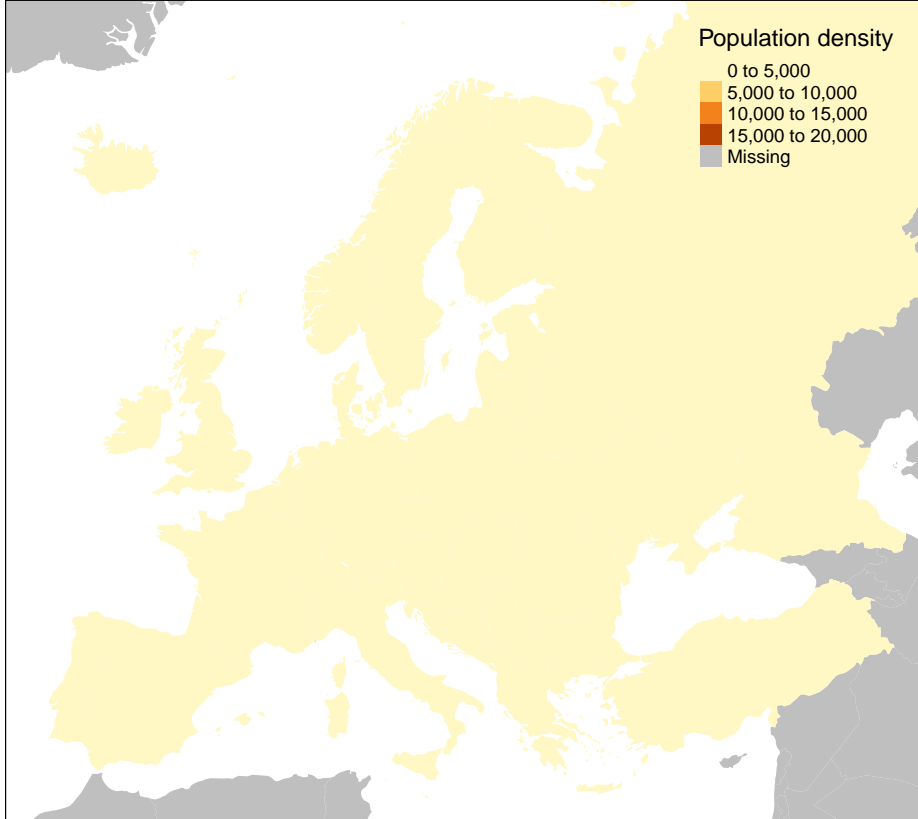 Population density
0 to 5,000
5,000 to 10,000
10,000 to 15,000
15,000 to 20,000
Missing